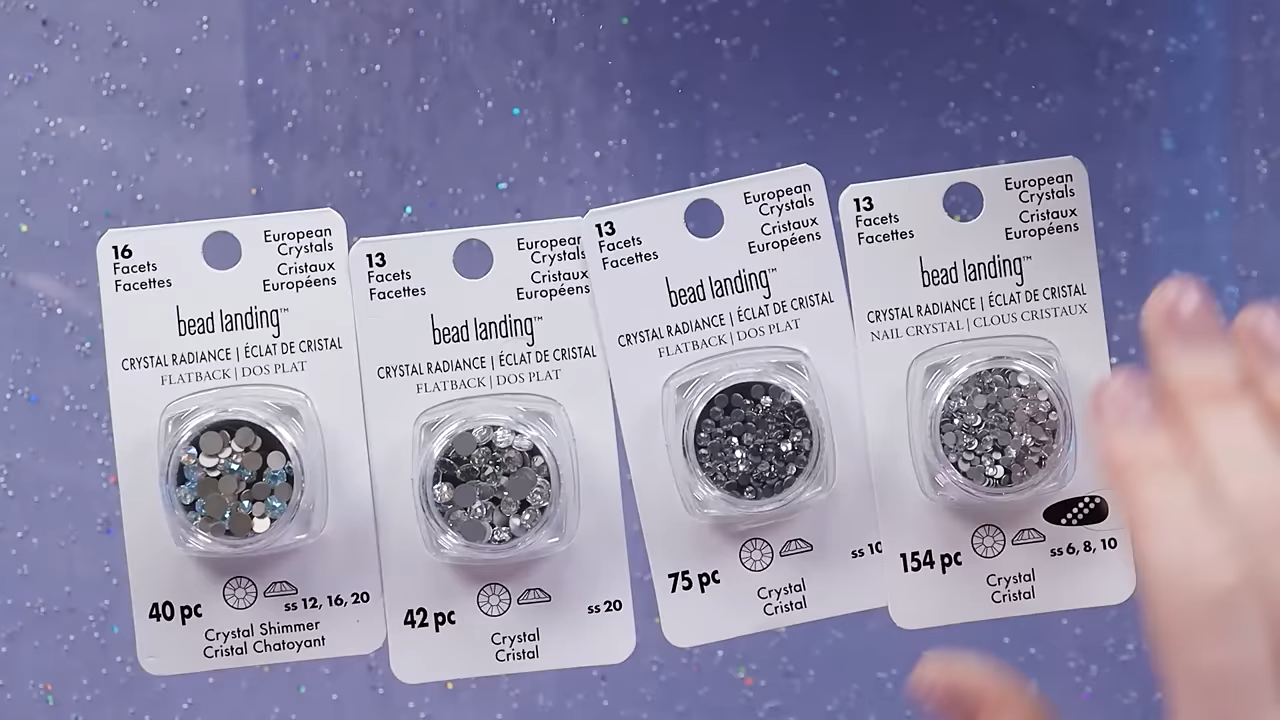 16
Facets
Facettes
European
Crystals
Cristaux
Européens
bead landing™
CRYSTAL RADIANCE | ÉCLAT DE CRISTAL
FLATBACK | DOS PLAT
40 pc
ss 12, 16, 20
Crystal Shimmer
Cristal Chatoyant
13
Facets
Facettes
European
Crystals
Cristaux
Européens
bead landing™
CRYSTAL RADIANCE | ÉCLAT DE CRISTAL
FLATBACK | DOS PLAT
42 pc
ss 20
Crystal
Cristal
13
Facets
Facettes
European
Crystals
Cristaux
Européens
bead landing™
CRYSTAL RADIANCE | ÉCLAT DE CRISTAL
FLATBACK | DOS PLAT
75 pc
ss 10
Crystal
Cristal
13
Facets
Facettes
European
Crystals
Cristaux
Européens
bead landing™
CRYSTAL RADIANCE | ÉCLAT DE CRISTAL
NAIL CRYSTAL | CLOUS CRISTAUX
154 pc
ss 6, 8, 10
Crystal
Cristal